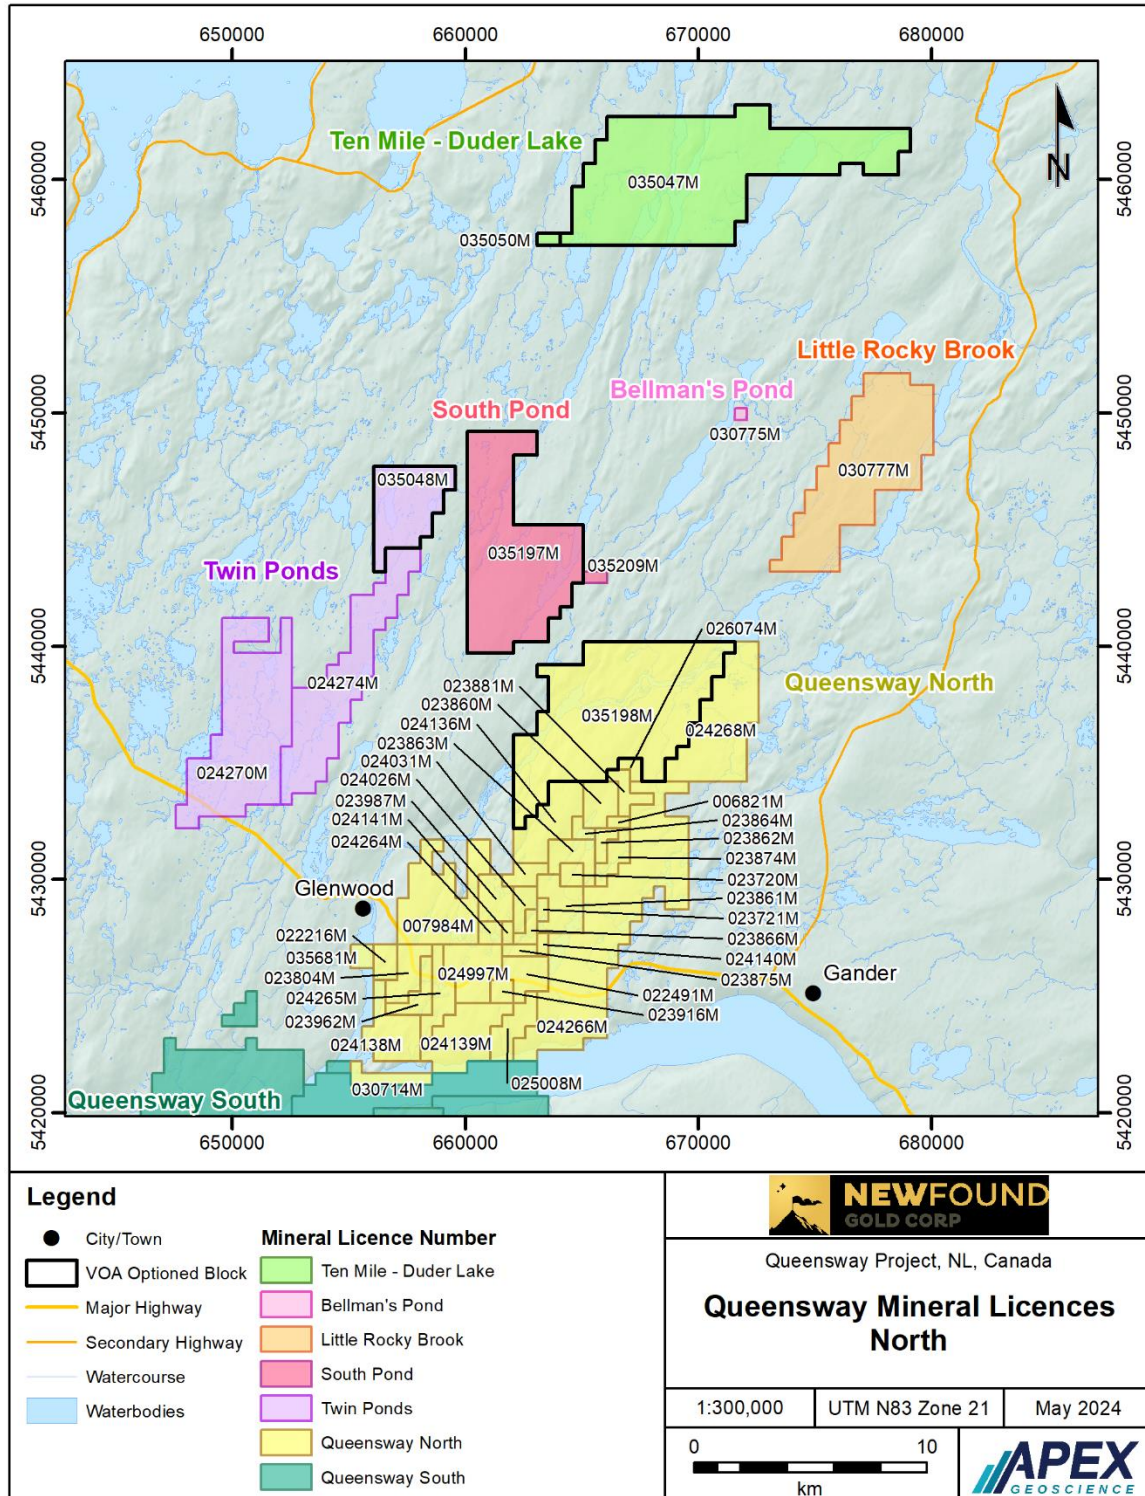 650000
660000
670000
680000
5460000
5460000
Ten Mile - Duder Lake
035047M
N
035050M
Little Rocky Brook
Bellman's Pond
5450000
5450000
South Pond
030775M
030777M
035048M
035197M
035209M
Twin Ponds
026074M
5440000
5440000
024274M
023881M
Queensway North
023860M
035198M
024136M
024268M
023863M
024031M
024270M
024026M
023987M
006821M
024141M
023864M
024264M
023862M
023874M
5430000
5430000
023720M
Glenwood
023861M
023721M
007984M
022216M
023866M
035681M
024140M
023804M
024997M
023875M
Gander
024265M
022491M
023962M
023916M
024266M
024138M
024139M
025008M
030714M
Queensway South
5420000
5420000
650000
660000
670000
680000
Legend
City/Town
VOA Optioned Block
Major Highway
Secondary Highway
Watercourse
Waterbodies
Mineral Licence Number
Ten Mile - Duder Lake
Bellman's Pond
Little Rocky Brook
South Pond
Twin Ponds
Queensway North
Queensway South
NEWFOUND
GOLD CORP
Queensway Project, NL, Canada
Queensway Mineral Licences
North
1:300,000
UTM N83 Zone 21
May 2024
0
10
km
APEX
GEOSCIENCE